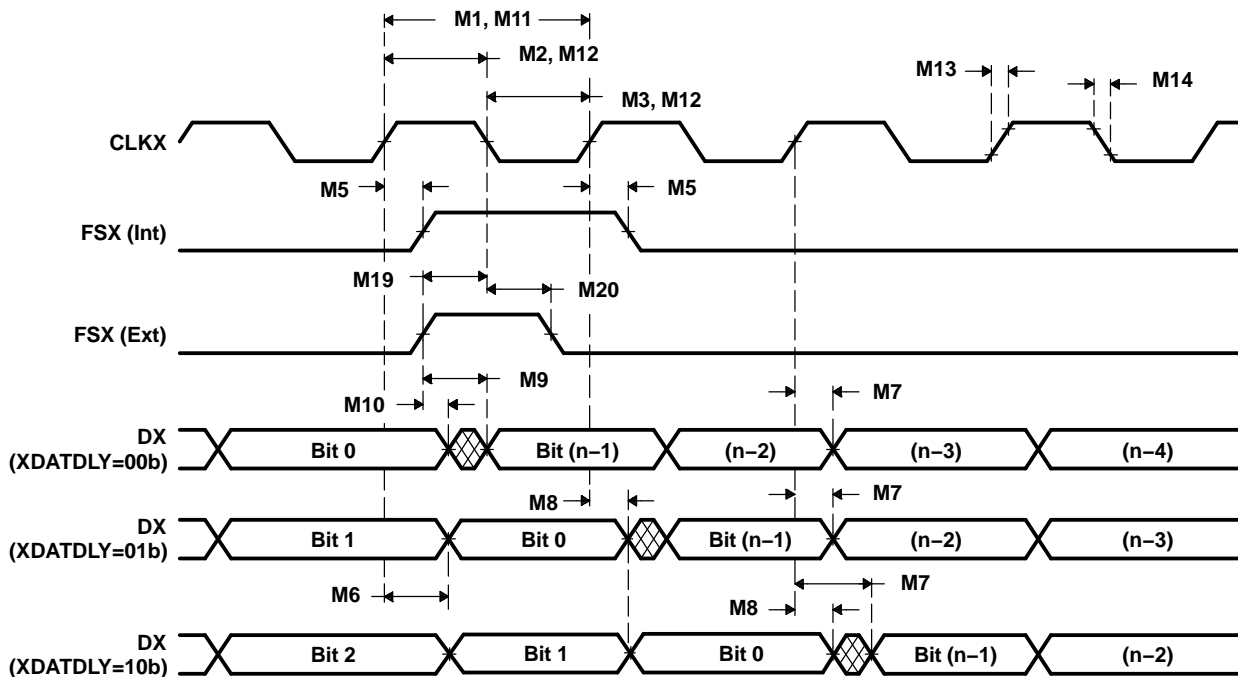 M1, M11
M2, M12
M13
M14
M3, M12
CLKX
M5
M5
FSX (Int)
M19
M20
FSX (Ext)
M9
M10
M7
DX
(XDATDLY=00b)
Bit 0
Bit (n−1)
(n−2)
(n−3)
(n−4)
M8
M7
DX
(XDATDLY=01b)
Bit 1
Bit 0
Bit (n−1)
(n−2)
(n−3)
M6
M7
M8
DX
(XDATDLY=10b)
Bit 2
Bit 1
Bit 0
Bit (n−1)
(n−2)